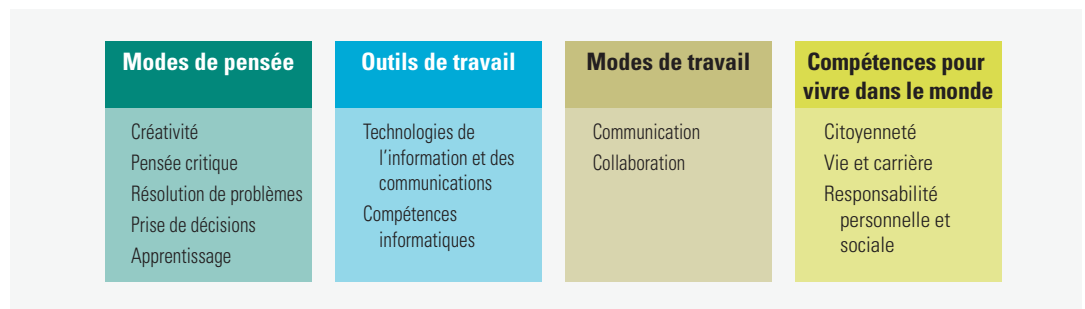 Modes de pensée
Créativité
Pensée critique
Résolution de problèmes
Prise de décisions
Apprentissage
Outils de travail
Technologies de
l'information et des
communications
Compétences
informatiques
Modes de travail
Communication
Collaboration
Compétences pour
vivre dans le monde
Citoyenneté
Vie et carrière
Responsabilité
personnelle et
sociale